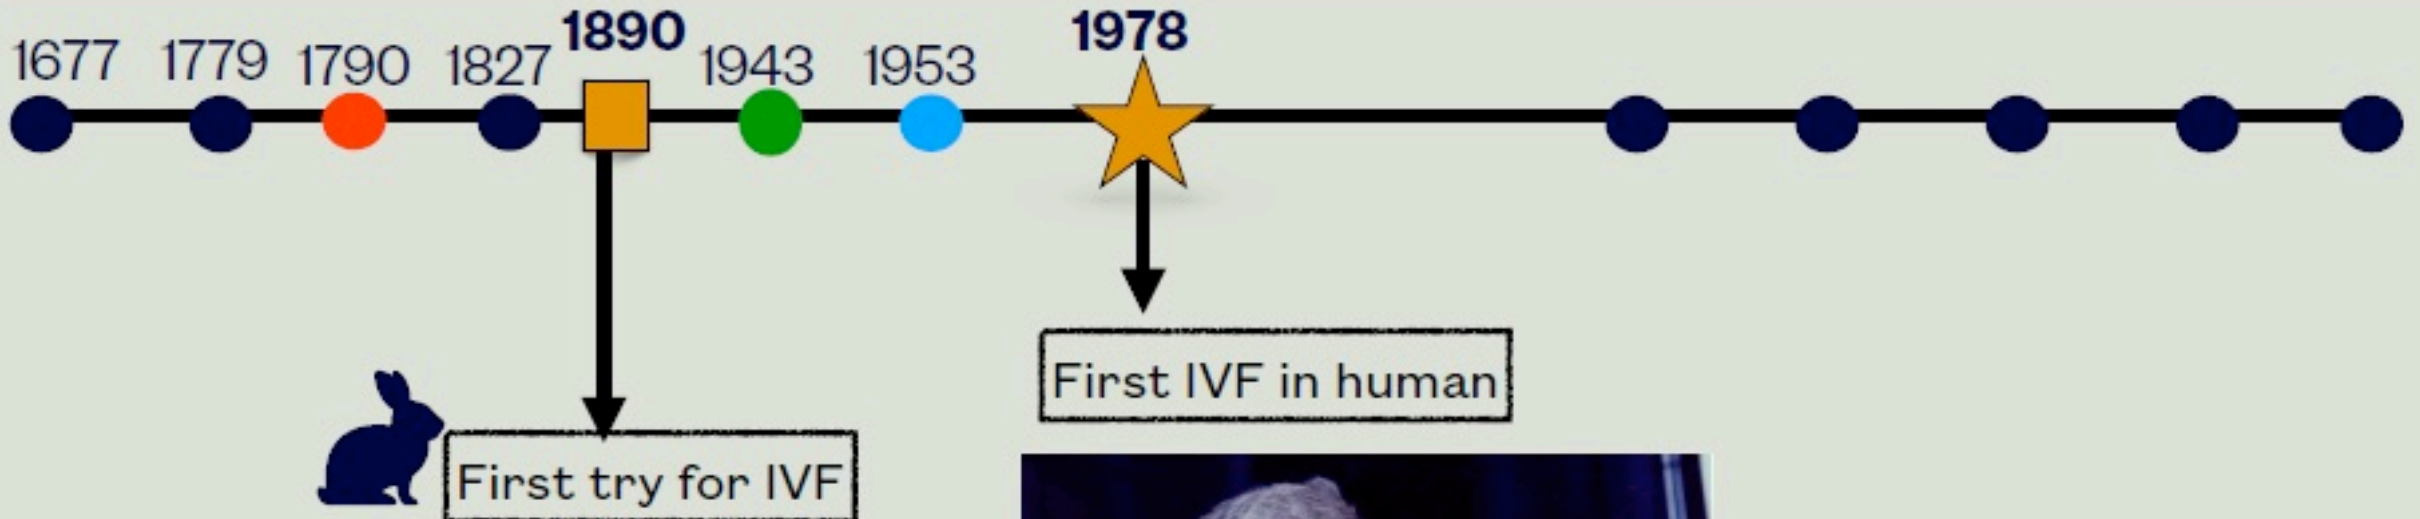 1677 1779 1790 1827 1890 1943 1953 1978
First IVF in human
First try for IVF